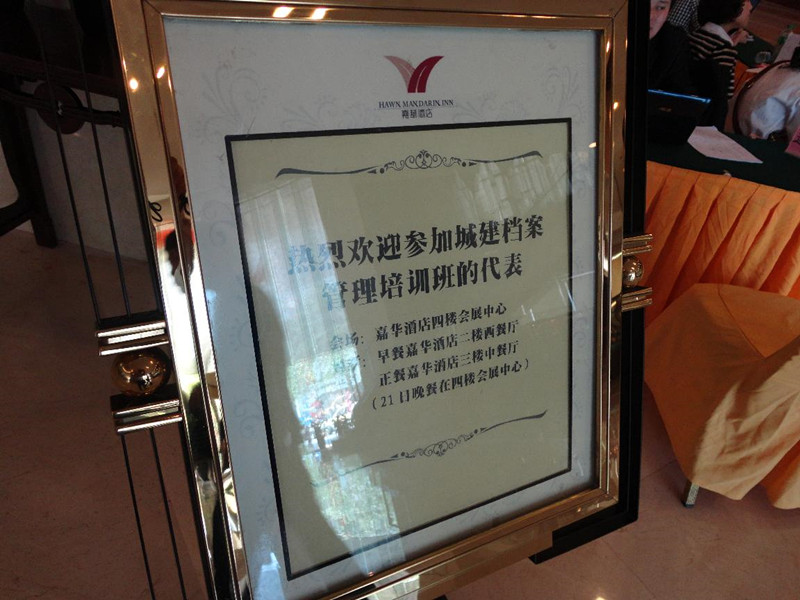 HAWN MANDARIN INN
嘉華酒店
热烈欢迎参加城建档案
管理培训班的代表
会场：嘉华酒店四楼会展中心
早餐嘉华酒店二楼西餐厅
正餐嘉华酒店三楼中餐厅
（21日晚餐在四楼会展中心）